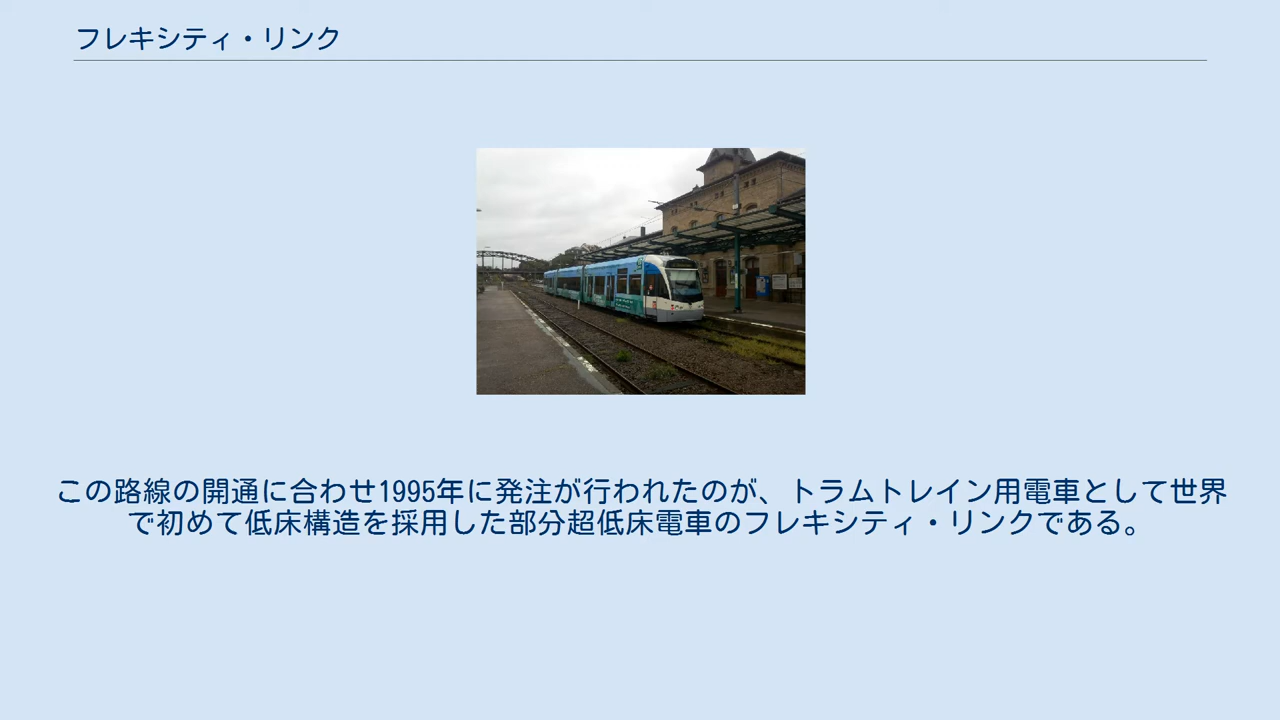 フレキシティ・リンク
この路線の開通に合わせ1995年に発注が行われたのが、トラムトレイン用電車として世界
で初めて低床構造を採用した部分超低床電車のフレキシティ・リンクである。